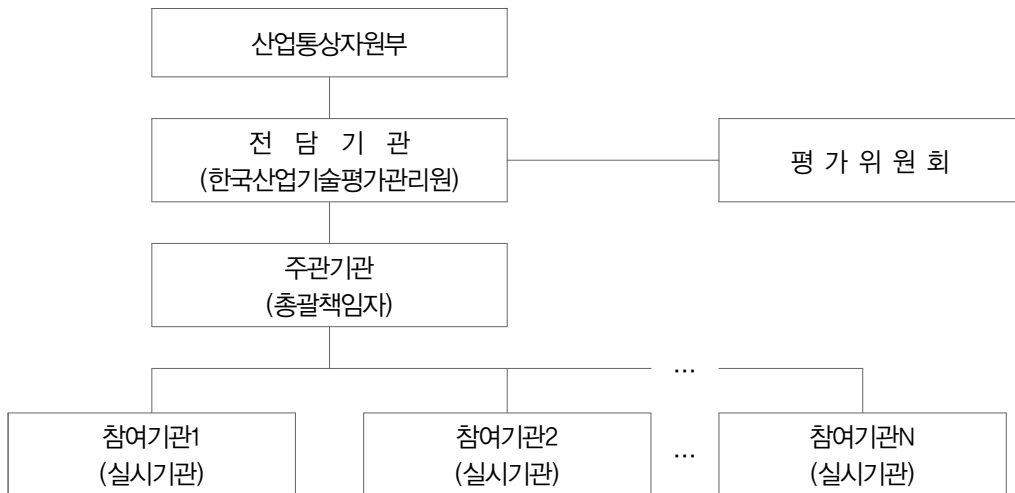 산업통상자원부
전 담 기 관
(한국산업기술평가관리원)
평 가 위 원 회
주관기관
(총괄책임자)
...
참여기관1
(실시기관)
참여기관2
(실시기관)
...
참여기관N
(실시기관)